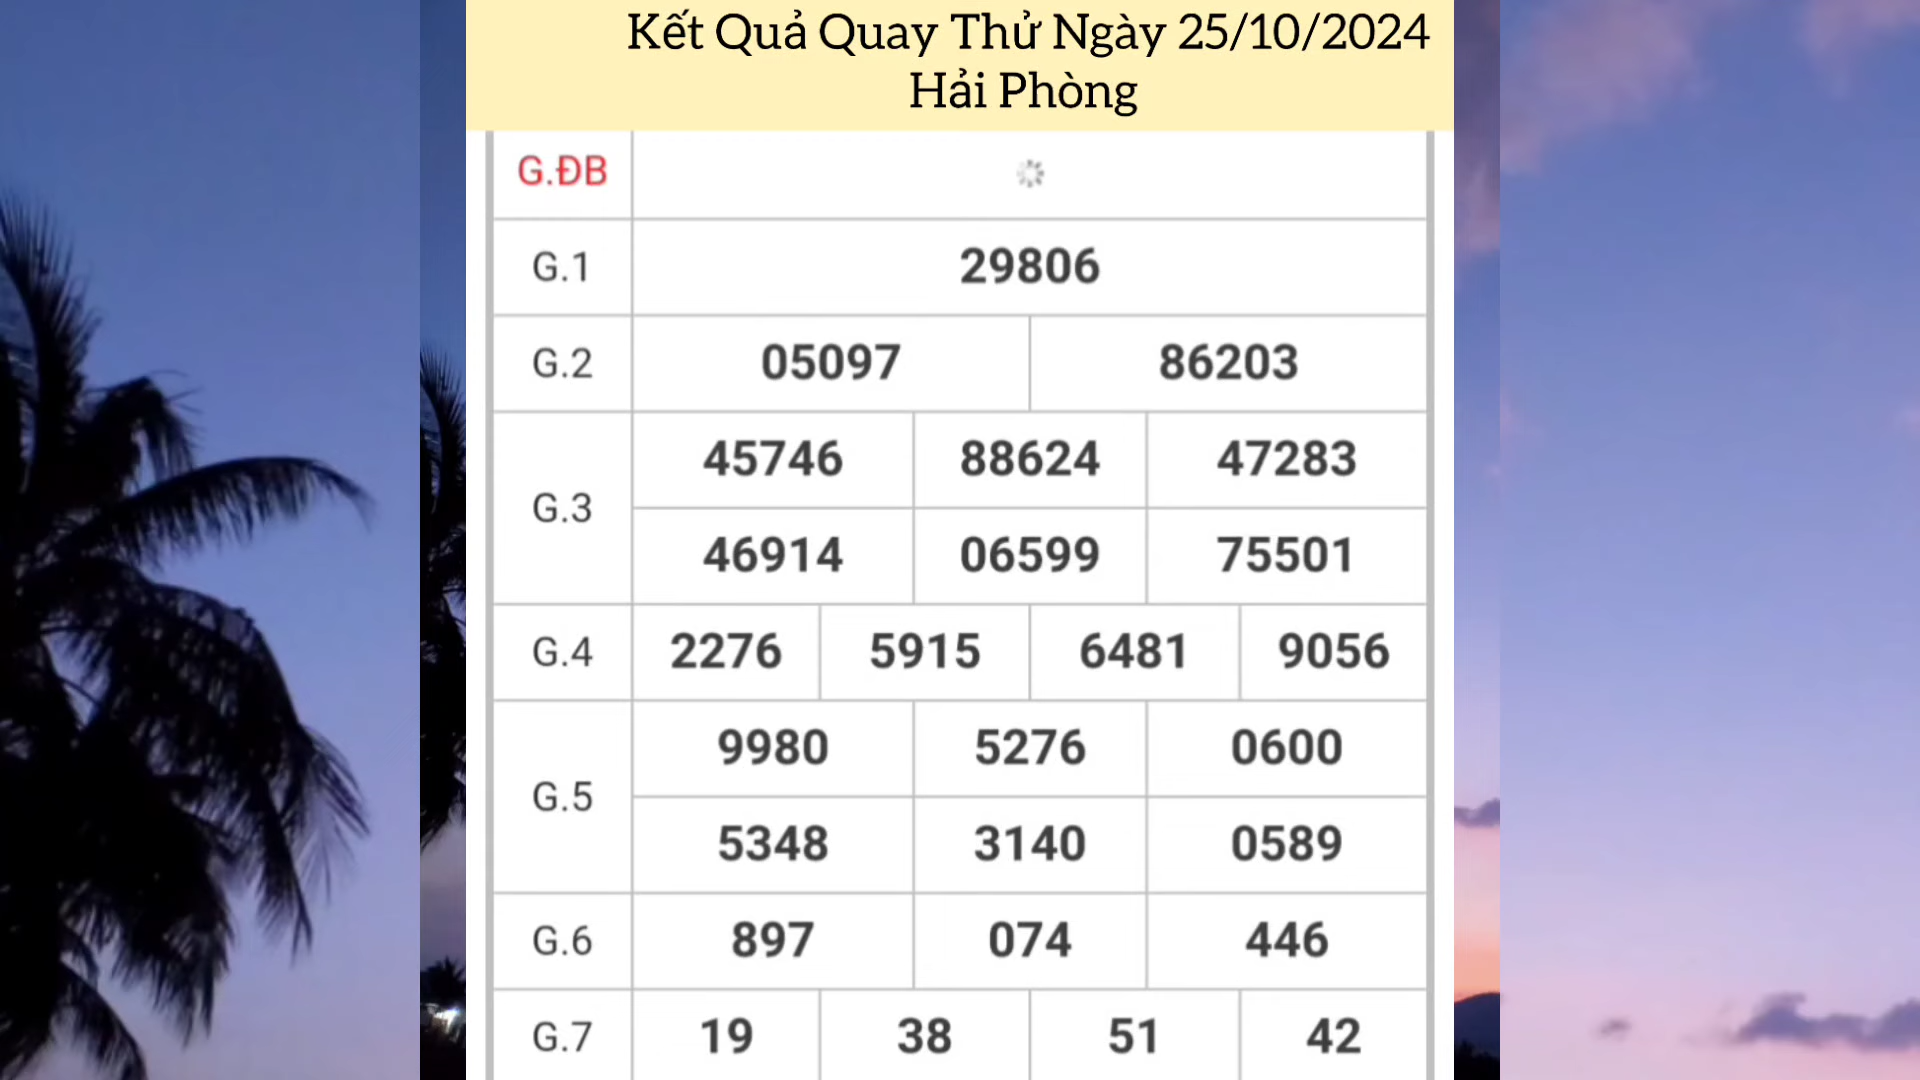 Kết Quả Quay Thử Ngày 25/10/2024
Hải Phòng
G.ĐB
G.1 29806
G.2 05097 86203
G.3 45746 88624 47283
46914 06599 75501
G.4 2276 5915 6481 9056
G.5 9980 5276 0600
5348 3140 0589
G.6 897 074 446
G.7 19 38 51 42